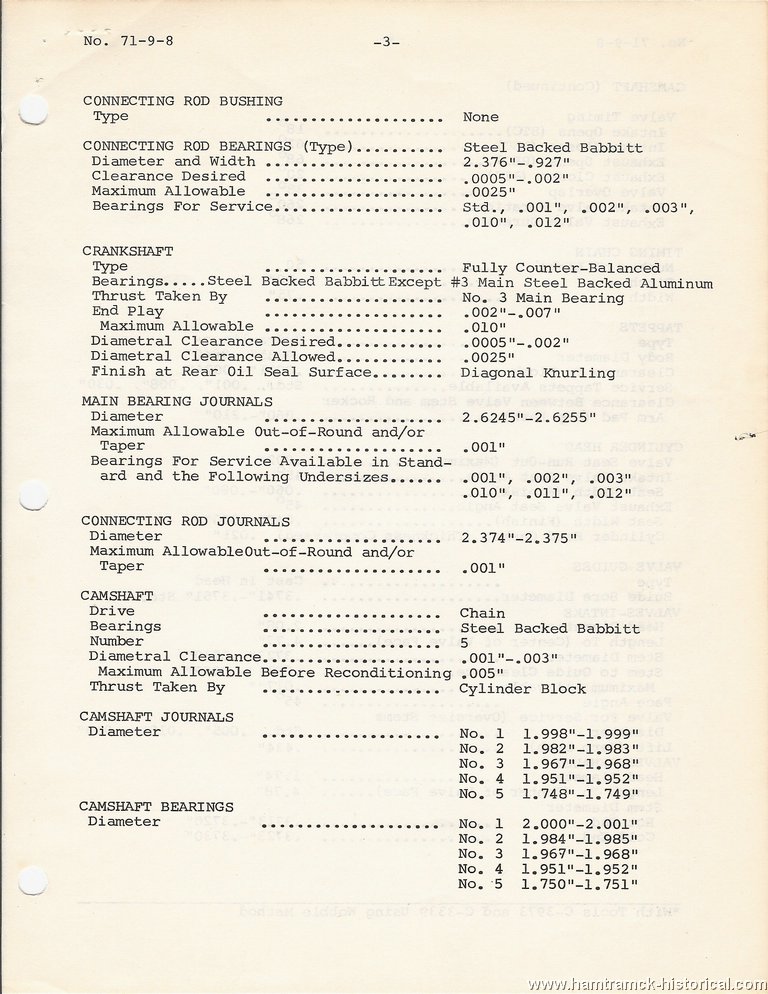 No. 71-9-8 -3-
CONNECTING ROD BUSHING
Type .................... None
CONNECTING ROD BEARINGS (Type).......... Steel Backed Babbitt
Diameter and Width .................... 2.376"-.927"
Clearance Desired .................... .0005"-.002"
Maximum Allowable .................... .0025"
Bearings For Service................... Std., .001", .002", .003",
.010", .012"
CRANKSHAFT
Type .................... Fully Counter-Balanced
Bearings.....Steel Backed Babbitt Except #3 Main Steel Backed Aluminum
Thrust Taken By .................... No. 3 Main Bearing
End Play .................... .002"-.007"
Maximum Allowable .................... .010"
Diametral Clearance Desired............ .0005"-.002"
Diametral Clearance Allowed............ .0025"
Finish at Rear Oil Seal Surface........ Diagonal Knurling
MAIN BEARING JOURNALS
Diameter .................... 2.6245"-2.6255"
Maximum Allowable Out-of-Round and/or
Taper .................... .001"
Bearings For Service Available in Stand-
ard and the Following Undersizes...... .001", .002", .003"
.010", .011", .012"
CONNECTING ROD JOURNALS
Diameter .................... 2.374"-2.375"
Maximum AllowableOut-of-Round and/or
Taper .................... .001"
CAMSHAFT
Drive .................... Chain
Bearings .................... Steel Backed Babbitt
Number .................... 5
Diametral Clearance.................... .001"-.003"
Maximum Allowable Before Reconditioning .005"
Thrust Taken By .................... Cylinder Block
CAMSHAFT JOURNALS
Diameter .................... No. 1 1.998"-1.999"
No. 2 1.982"-1.983"
No. 3 1.967"-1.968"
No. 4 1.951"-1.952"
No. 5 1.748"-1.749"
CAMSHAFT BEARINGS
Diameter .................... No. 1 2.000"-2.001"
No. 2 1.984"-1.985"
No. 3 1.967"-1.968"
No. 4 1.951"-1.952"
No. 5 1.750"-1.751"
www.hamtramck-historical.com